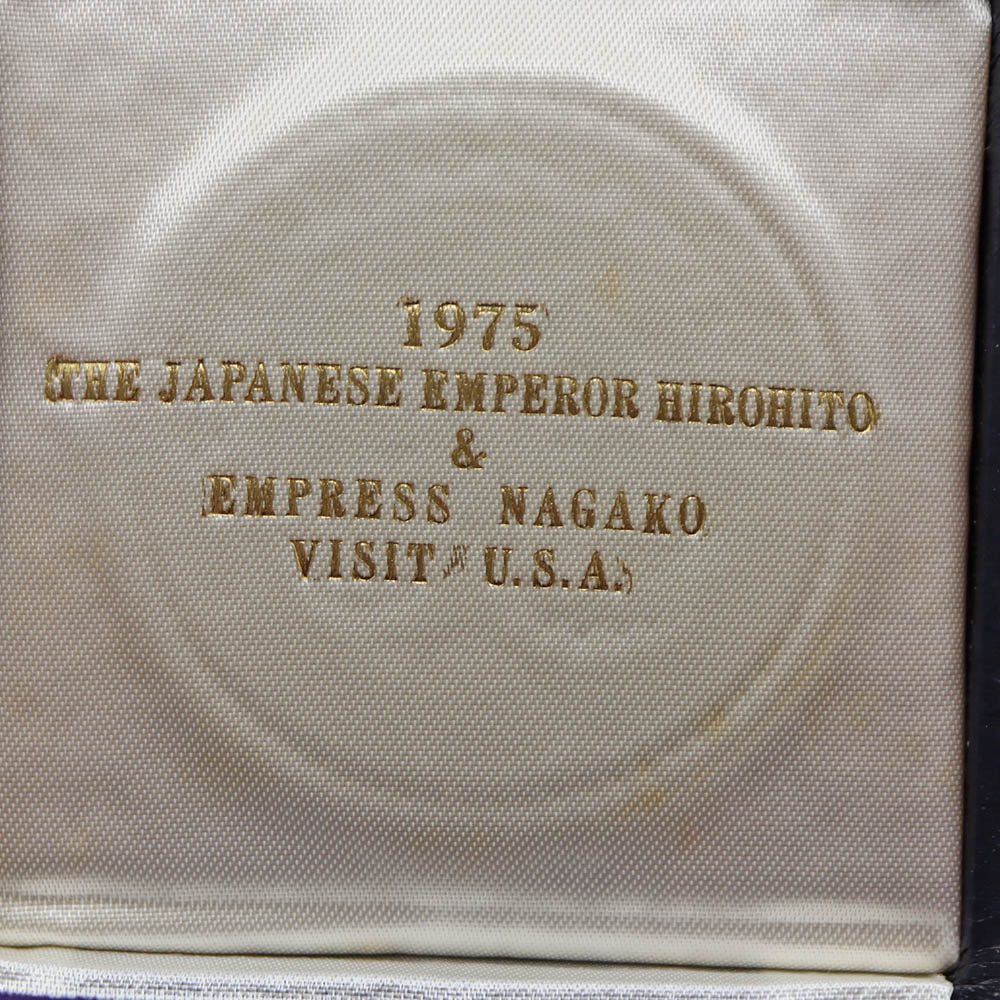 1975
THE JAPANESE EMPEROR HIROHITO
&
EMPRESS NAGAKO
VISIT U.S.A.